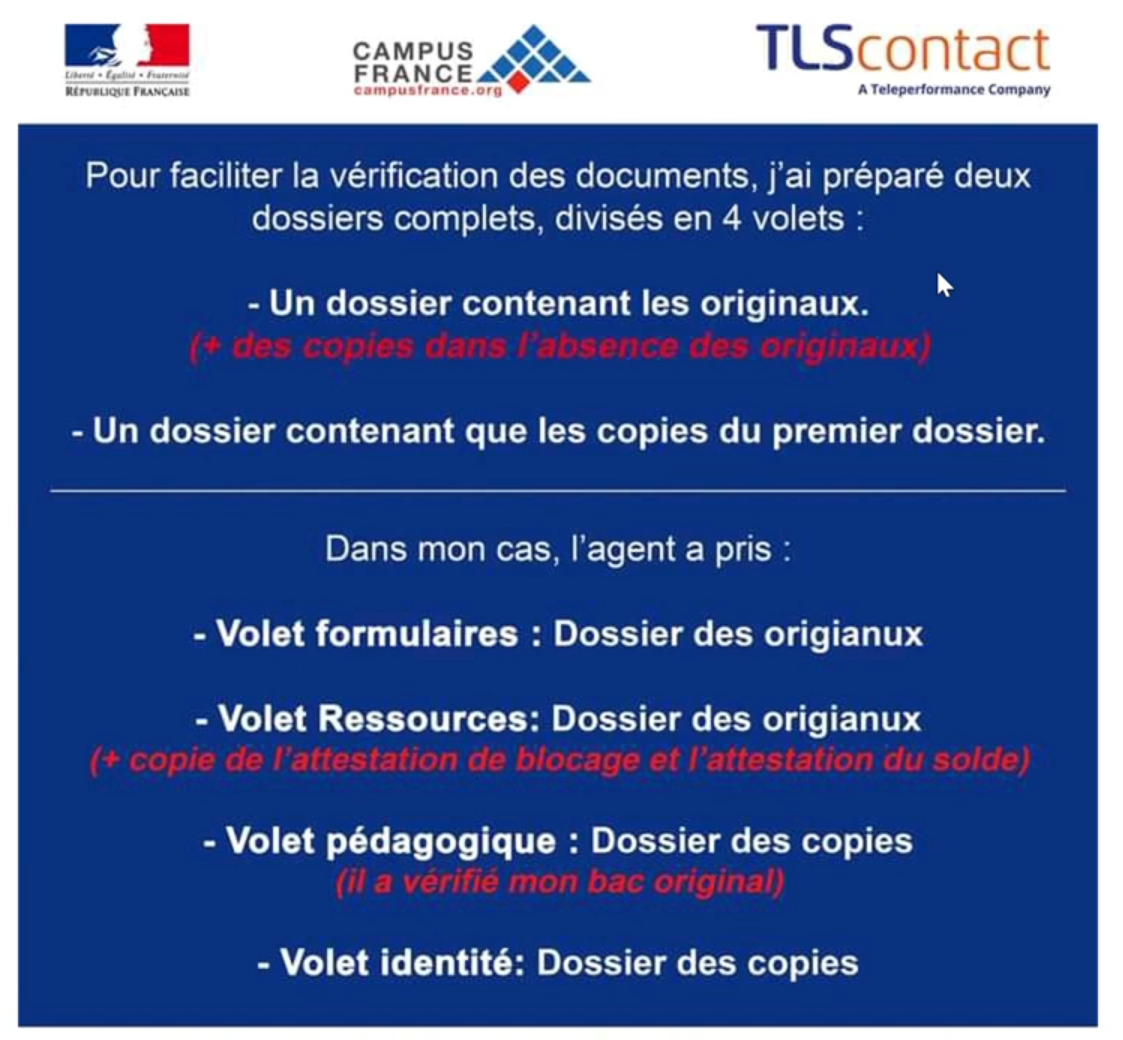 Liberté • Égalité • Fraternité
RÉPUBLIQUE FRANÇAISE
CAMPUS
FRANCE
campusfrance.org
TLScontact
A Teleperformance Company
Pour faciliter la vérification des documents, j'ai préparé deux
dossiers complets, divisés en 4 volets :
- Un dossier contenant les originaux.
(+ des copies dans l'absence des originaux)
- Un dossier contenant que les copies du premier dossier.
Dans mon cas, l'agent a pris :
- Volet formulaires : Dossier des origianux
- Volet Ressources: Dossier des origianux
(+ copie de l'attestation de blocage et l'attestation du solde)
- Volet pédagogique : Dossier des copies
(il a vérifié mon bac original)
- Volet identité: Dossier des copies